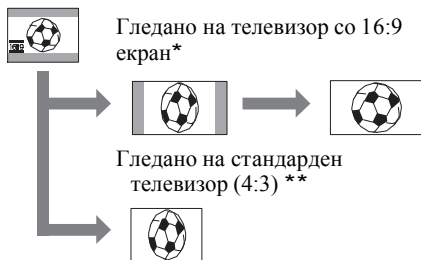 Гледано на телевизор со 16:9
екран*
Гледано на стандарден
телевизор (4:3) **